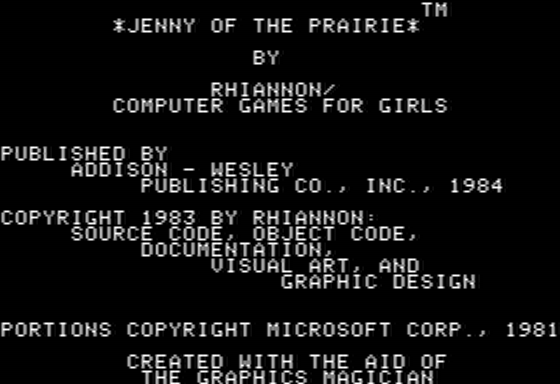 *JENNY OF THE PRAIRIE*TM
BY
RHIANNON/
COMPUTER GAMES FOR GIRLS
PUBLISHED BY
ADDISON - WESLEY
PUBLISHING CO., INC., 1984
COPYRIGHT 1983 BY RHIANNON:
SOURCE CODE, OBJECT CODE,
DOCUMENTATION,
VISUAL ART, AND
GRAPHIC DESIGN
PORTIONS COPYRIGHT MICROSOFT CORP., 1981
CREATED WITH THE AID OF
THE GRAPHICS MAGICIAN